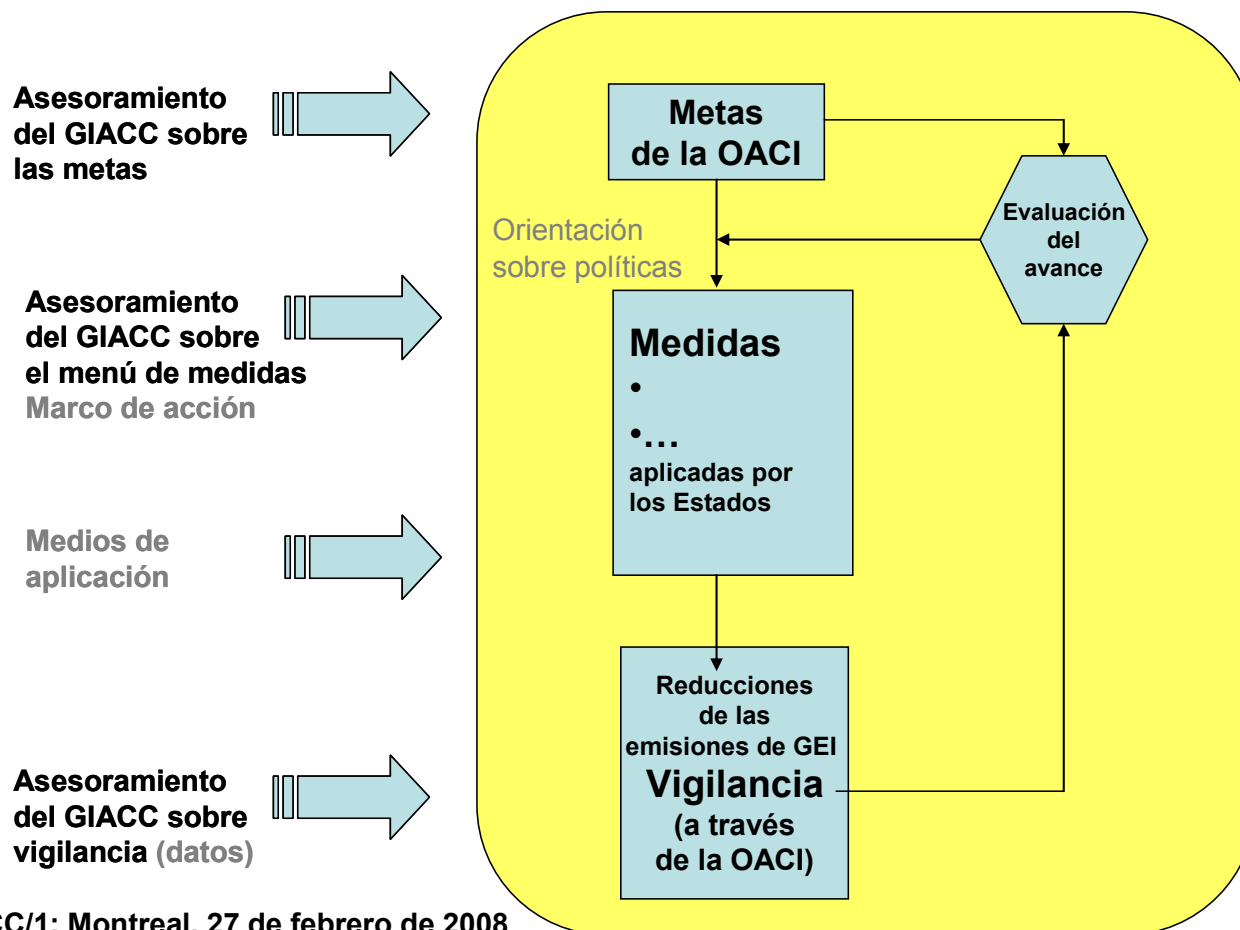 Asesoramiento
del GIACC sobre
las metas
Metas
de la OACI
Evaluación
del
avance
Orientación
sobre políticas
Asesoramiento
del GIACC sobre
el menú de medidas
Marco de acción
Medidas
•
•…
aplicadas por
los Estados
Medios de
aplicación
Reducciones
de las
emisiones de GEI
Vigilancia
(a través
de la OACI)
Asesoramiento
del GIACC sobre
vigilancia (datos)
CC/1: Montreal, 27 de febrero de 2008